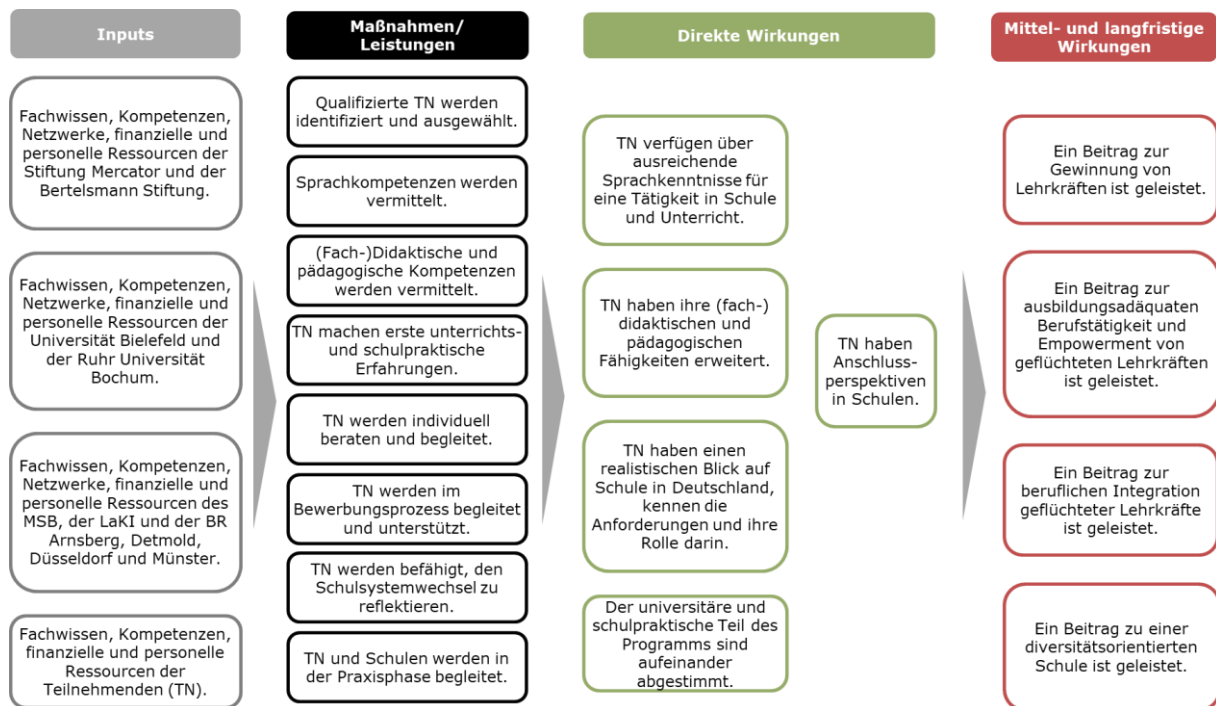 Inputs
Fachwissen, Kompetenzen,
Netzwerke, finanzielle und
personelle Ressourcen der
Stiftung Mercator und der
Bertelsmann Stiftung.
Fachwissen, Kompetenzen,
Netzwerke, finanzielle und
personelle Ressourcen der
Universität Bielefeld und
der Ruhr Universität
Bochum.
Fachwissen, Kompetenzen,
Netzwerke, finanzielle und
personelle Ressourcen des
MSB, der LaKI und der BR
Arnsberg, Detmold,
Düsseldorf und Münster.
Fachwissen, Kompetenzen,
finanzielle und personelle
Ressourcen der
Teilnehmenden (TN).
Maßnahmen/
Leistungen
Qualifizierte TN werden
identifiziert und ausgewählt.
Sprachkompetenzen werden
vermittelt.
(Fach-)Didaktische und
pädagogische Kompetenzen
werden vermittelt.
TN machen erste unterrichts-
und schulpraktische
Erfahrungen.
TN werden individuell
beraten und begleitet.
TN werden im
Bewerbungsprozess begleitet
und unterstützt.
TN werden befähigt, den
Schulsystemwechsel zu
reflektieren.
TN und Schulen werden in
der Praxisphase begleitet.
Direkte Wirkungen
TN verfügen über
ausreichende
Sprachkenntnisse für
eine Tätigkeit in Schule
und Unterricht.
TN haben ihre (fach-)
didaktischen und
pädagogischen
Fähigkeiten erweitert.
TN haben einen
realistischen Blick auf
Schule in Deutschland,
kennen die
Anforderungen und ihre
Rolle darin.
Der universitäre und
schulpraktische Teil des
Programms sind
aufeinander
abgestimmt.
TN haben
Anschluss-
perspektiven
in Schulen.
Mittel- und langfristige
Wirkungen
Ein Beitrag zur
Gewinnung von
Lehrkräften ist geleistet.
Ein Beitrag zur
ausbildungsadäquaten
Berufstätigkeit und
Empowerment von
geflüchteten Lehrkräften
ist geleistet.
Ein Beitrag zur
beruflichen Integration
geflüchteter Lehrkräfte
ist geleistet.
Ein Beitrag zu einer
diversitätsorientierten
Schule ist geleistet.